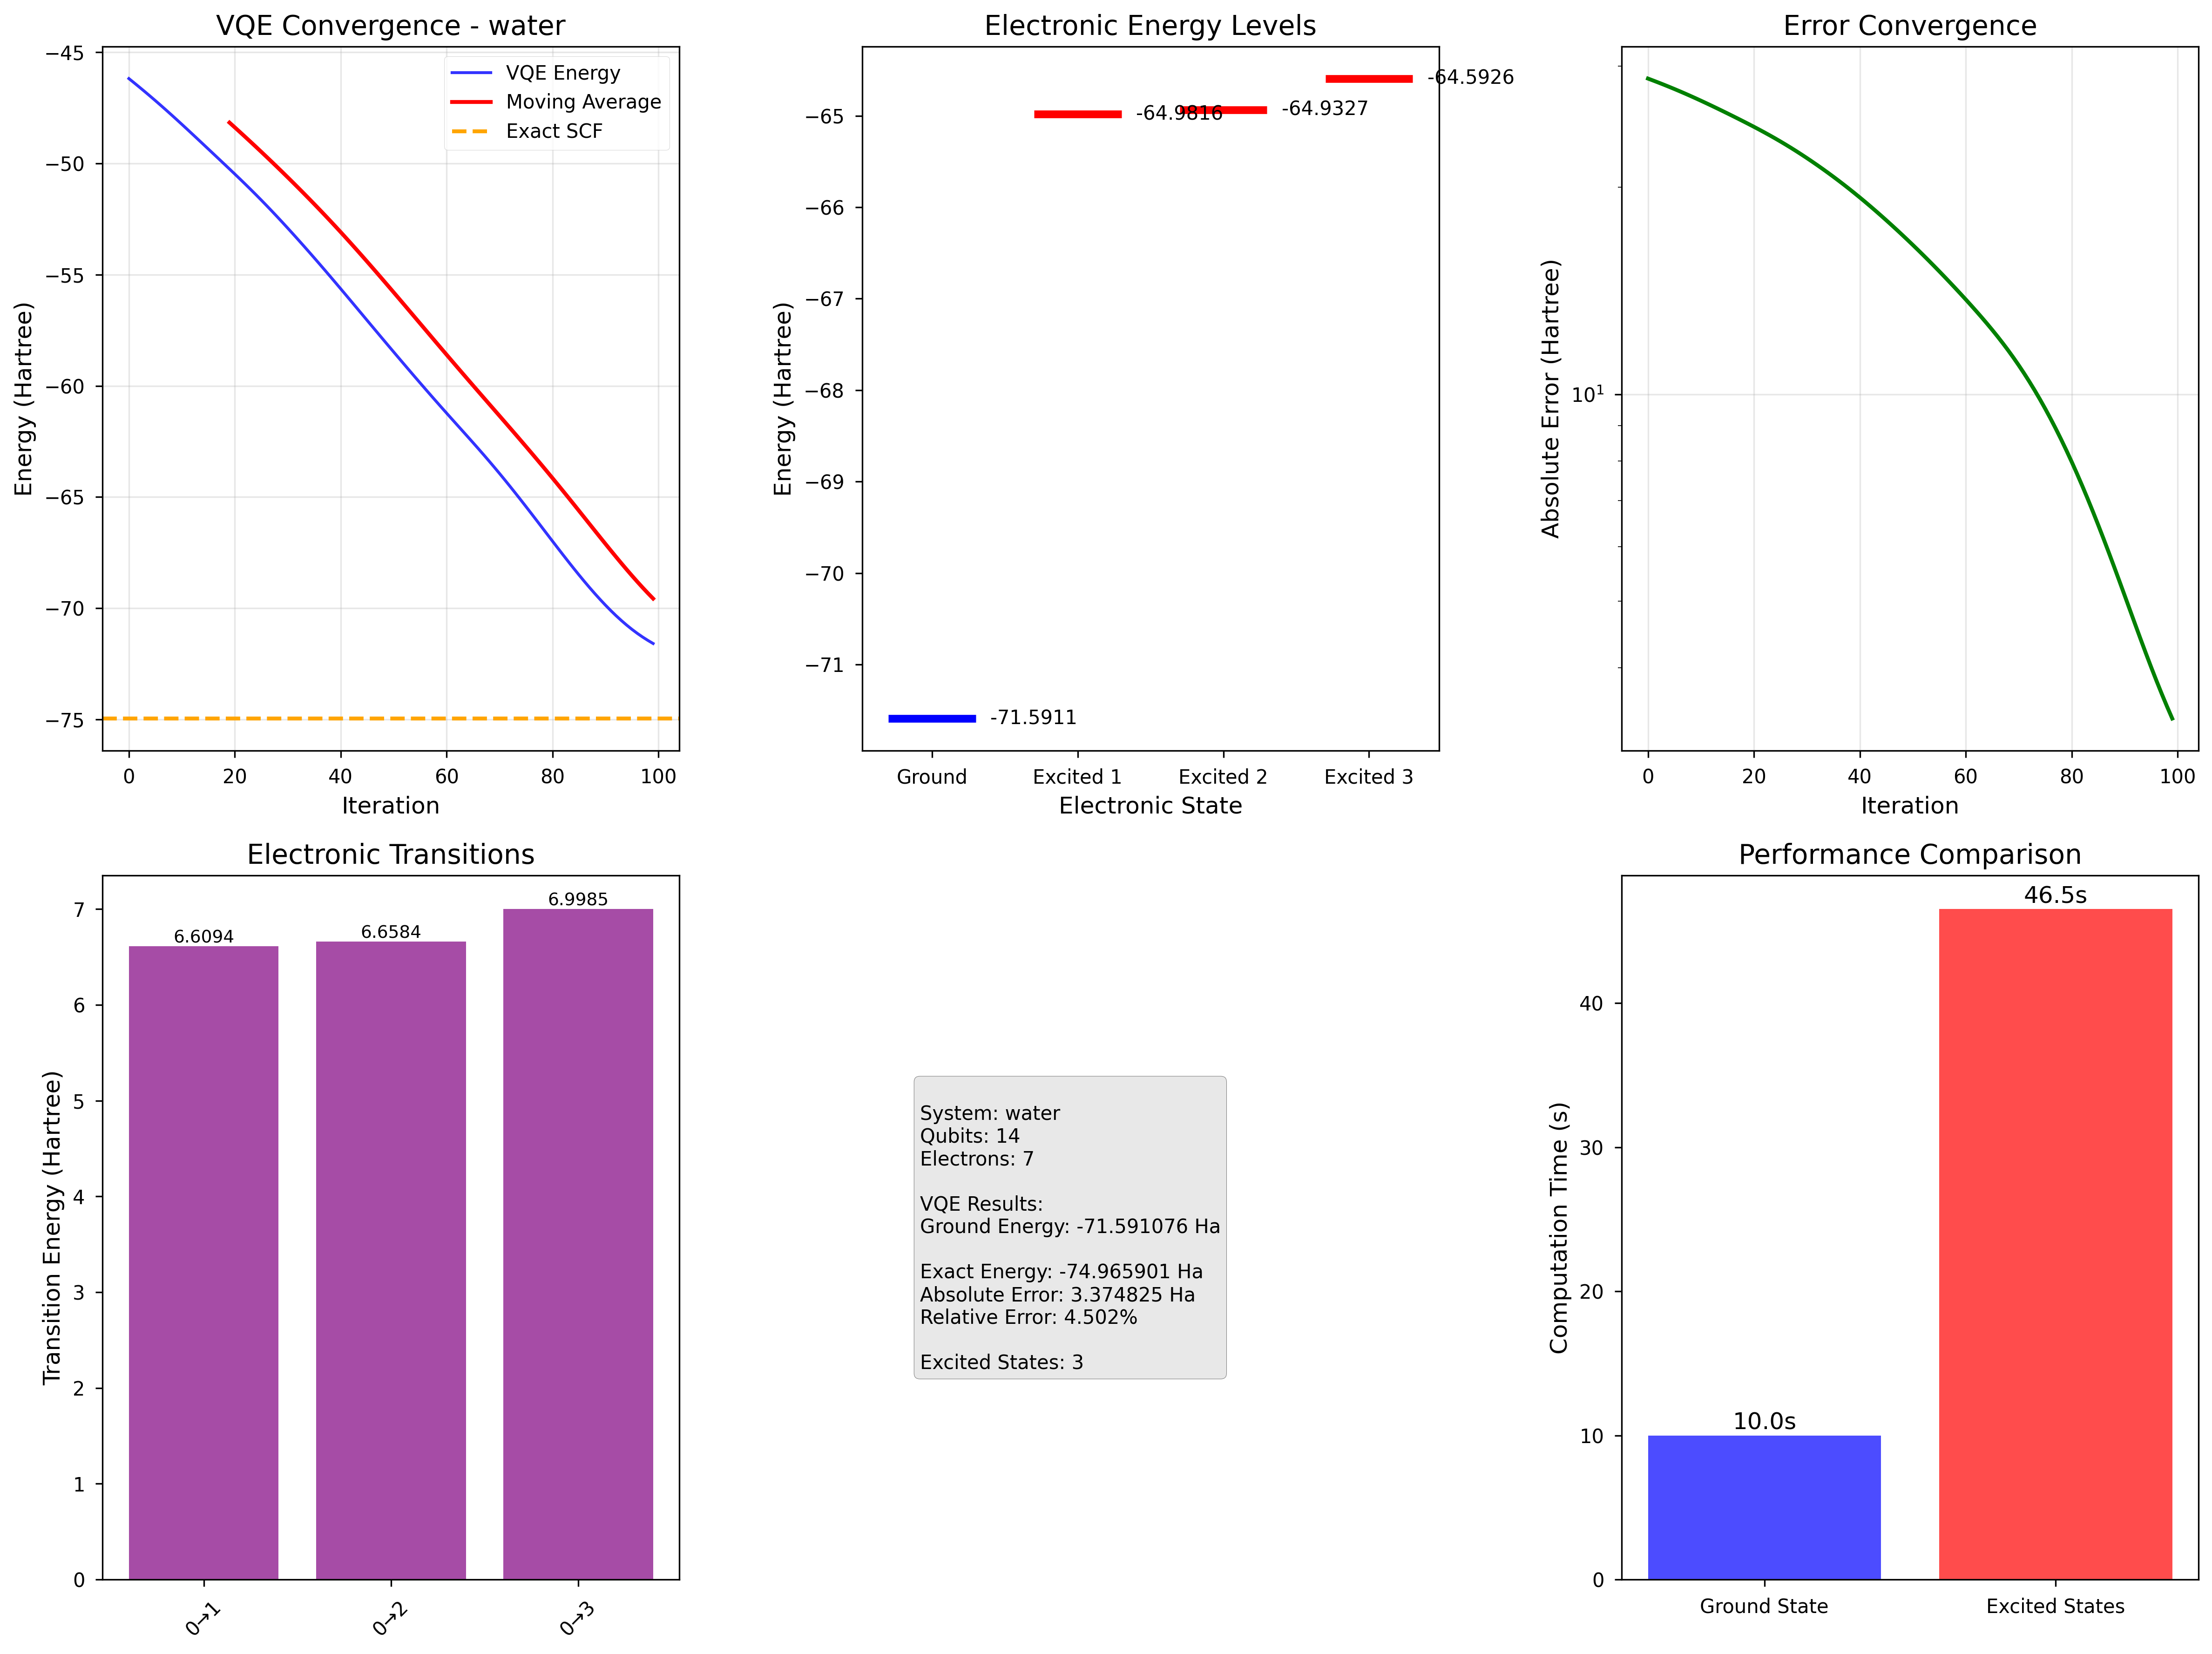 VQE Convergence - water
VQE Energy
Moving Average
Exact SCF
−45
−50
−55
−60
−65
−70
−75
Energy (Hartree)
0 20 40 60 80 100
Iteration
Electronic Energy Levels
-64.5926
-64.9816
-64.9327
-71.5911
−65
−66
−67
−68
−69
−70
−71
Energy (Hartree)
Ground Excited 1 Excited 2 Excited 3
Electronic State
Error Convergence
10¹
Absolute Error (Hartree)
0 20 40 60 80 100
Iteration
Electronic Transitions
6.6094 6.6584 6.9985
7
6
5
4
3
2
1
0
Transition Energy (Hartree)
0→1 0→2 0→3
System: water
Qubits: 14
Electrons: 7
VQE Results:
Ground Energy: -71.591076 Ha
Exact Energy: -74.965901 Ha
Absolute Error: 3.374825 Ha
Relative Error: 4.502%
Excited States: 3
Performance Comparison
46.5s
10.0s
40
30
20
10
0
Computation Time (s)
Ground State Excited States